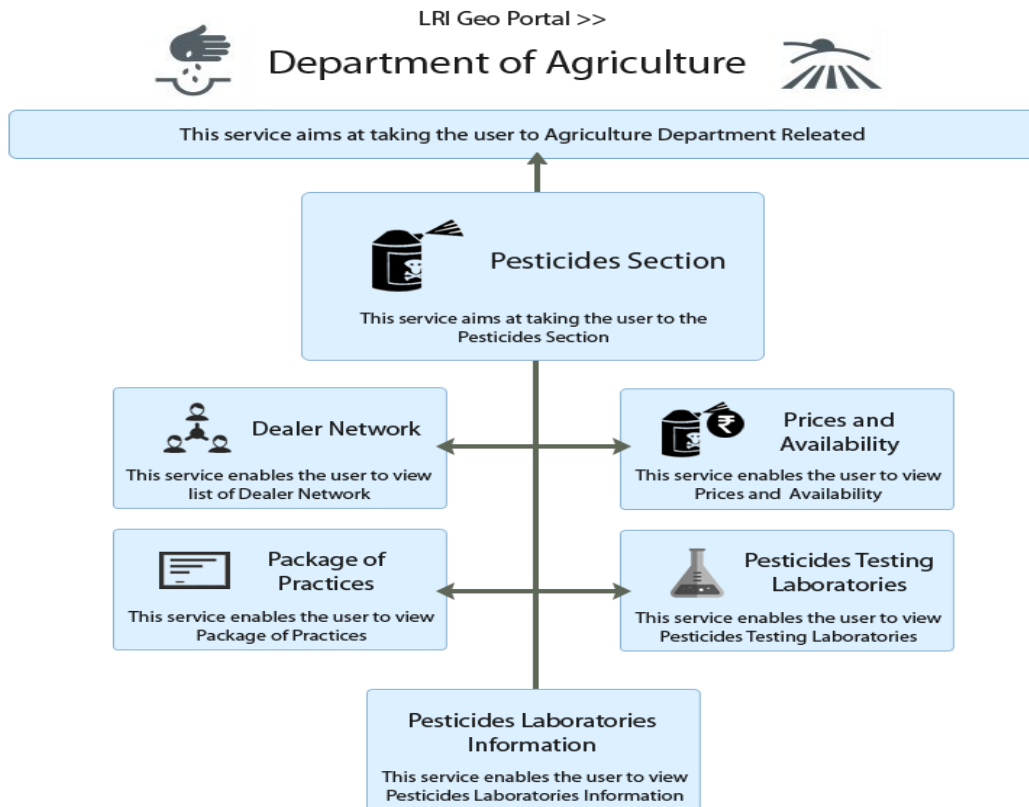 LRI Geo Portal >>
Department of Agriculture
This service aims at taking the user to Agriculture Department Releated
Pesticides Section
This service aims at taking the user to the
Pesticides Section
Dealer Network
This service enables the user to view
list of Dealer Network
₹
Prices and
Availability
This service enables the user to view
Prices and Availability
Package of
Practices
This service enables the user to view
Package of Practices
Pesticides Testing
Laboratories
This service enables the user to view
Pesticides Testing Laboratories
Pesticides Laboratories
Information
This service enables the user to view
Pesticides Laboratories Information